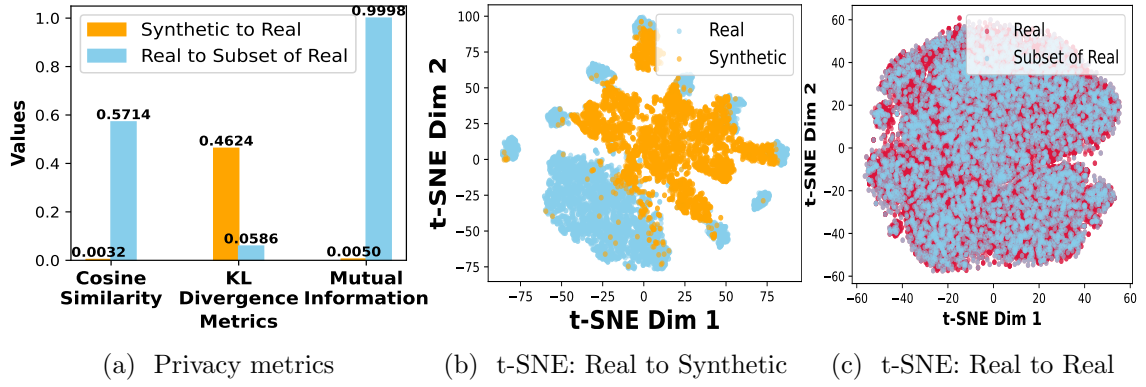 Synthetic to Real
Real to Subset of Real
Values
1.0
0.8
0.6
0.4
0.2
0.0
0.0032
0.5714
0.4624
0.0586
0.0050
0.9998
Cosine
Similarity
KL
Divergence
Mutual
Information
Metrics
(a) Privacy metrics
Real
Synthetic
t-SNE Dim 2
100
75
50
25
0
−25
−50
−75
−75 −50 −25 0 25 50 75
t-SNE Dim 1
(b) t-SNE: Real to Synthetic
Real
Subset of Real
t-SNE Dim 2
60
40
20
0
−20
−40
−60
−60 −40 −20 0 20 40 60
t-SNE Dim 1
(c) t-SNE: Real to Real